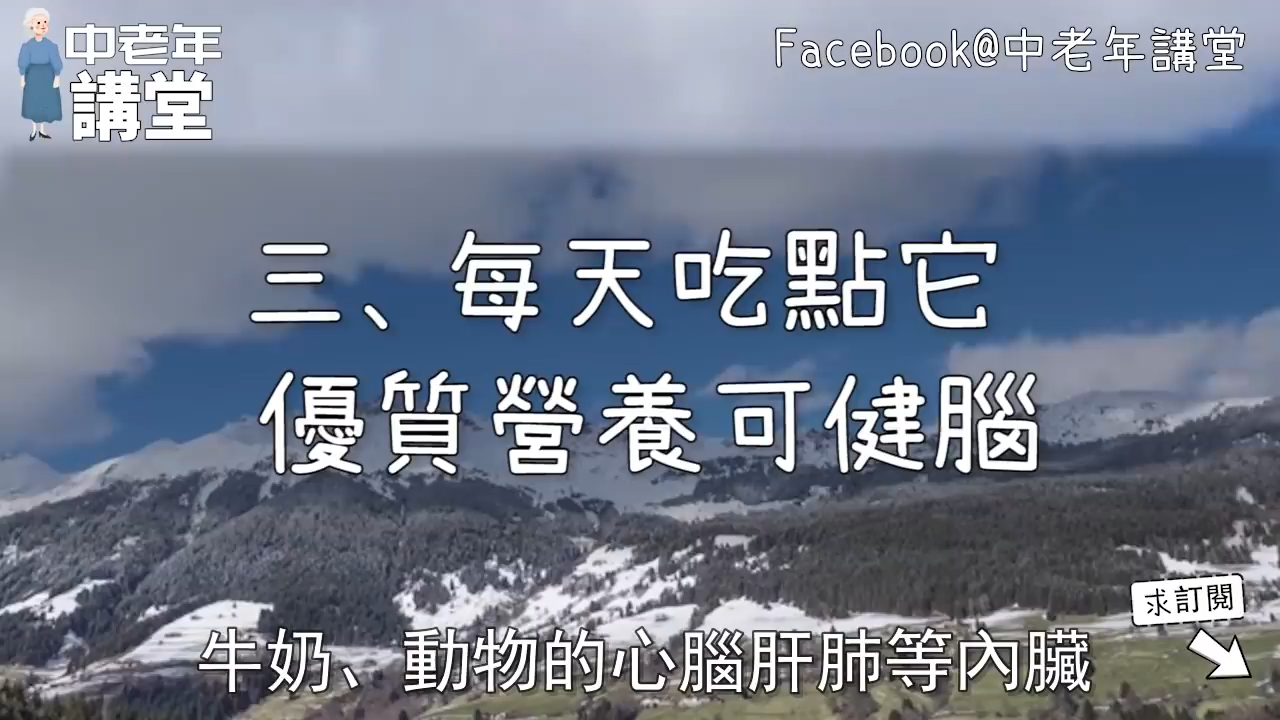 中老年
講堂
Facebook@中老年講堂
三、每天吃點它
優質營養可健腦
求訂閱
牛奶、動物的心腦肝肺等內臟